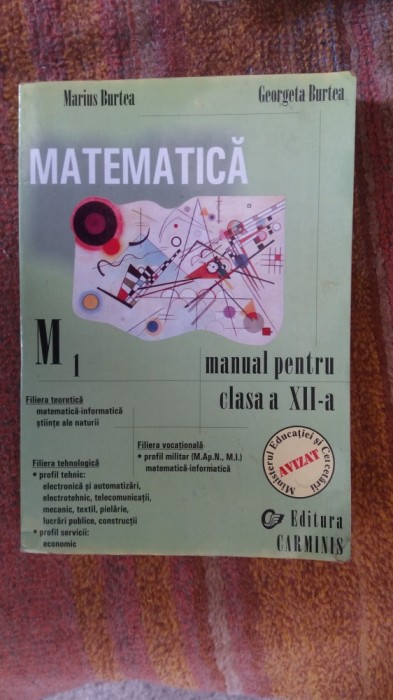 Marius Burtea
Georgeta Burtea
MATEMATICĂ
M1
manual pentru
clasa a XII-a
Filiera teoretică
matematică-informatică
științe ale naturii
Filiera vocațională
• profil militar (M.Ap.N., M.I.)
matematică-informatică
Filiera tehnologică
• profil tehnic:
electronică și automatizări,
electrotehnic, telecomunicații,
mecanic, textil, pielărie,
lucrări publice, construcții
• profil servicii:
economic
Ministerul Educației și Cercetării
AVIZAT
Editura
CARMINIS